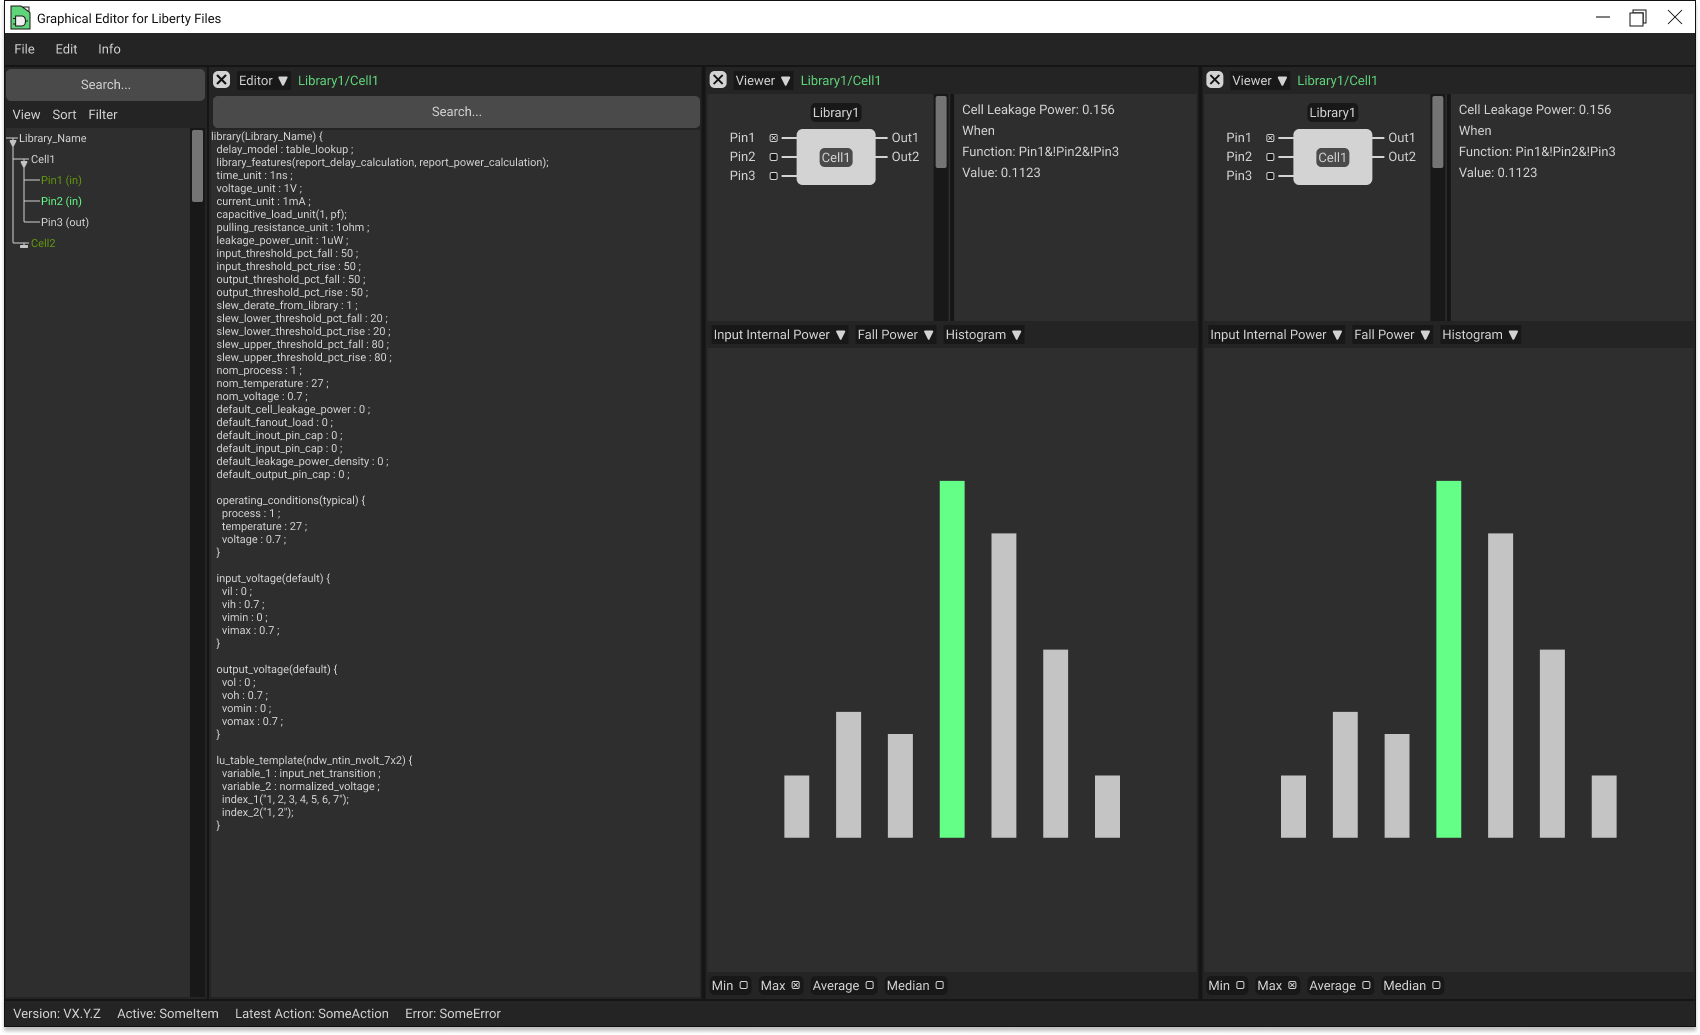 Graphical Editor for Liberty Files
File Edit Info
Search...
View Sort Filter
Library_Name
Cell1
Pin1 (in)
Pin2 (in)
Pin3 (out)
Cell2
Editor ▼ Library1/Cell1
Search...
library(Library_Name) {
delay_model : table_lookup ;
library_features(report_delay_calculation, report_power_calculation);
time_unit : 1ns ;
voltage_unit : 1V ;
current_unit : 1mA ;
capacitive_load_unit(1, pf);
pulling_resistance_unit : 1ohm ;
leakage_power_unit : 1uW ;
input_threshold_pct_fall : 50 ;
input_threshold_pct_rise : 50 ;
output_threshold_pct_fall : 50 ;
output_threshold_pct_rise : 50 ;
slew_derate_from_library : 1 ;
slew_lower_threshold_pct_fall : 20 ;
slew_lower_threshold_pct_rise : 20 ;
slew_upper_threshold_pct_fall : 80 ;
slew_upper_threshold_pct_rise : 80 ;
nom_process : 1 ;
nom_temperature : 27 ;
nom_voltage : 0.7 ;
default_cell_leakage_power : 0 ;
default_fanout_load : 0 ;
default_inout_pin_cap : 0 ;
default_input_pin_cap : 0 ;
default_leakage_power_density : 0 ;
default_output_pin_cap : 0 ;
operating_conditions(typical) {
process : 1 ;
temperature : 27 ;
voltage : 0.7 ;
}
input_voltage(default) {
vil : 0 ;
vih : 0.7 ;
vimin : 0 ;
vimax : 0.7 ;
}
output_voltage(default) {
vol : 0 ;
voh : 0.7 ;
vomin : 0 ;
vomax : 0.7 ;
}
lu_table_template(ndw_ntin_nvolt_7x2) {
variable_1 : input_net_transition ;
variable_2 : normalized_voltage ;
index_1("1, 2, 3, 4, 5, 6, 7");
index_2("1, 2");
}
Viewer ▼ Library1/Cell1
Library1
Pin1
Pin2
Pin3
Cell1
Out1
Out2
Cell Leakage Power: 0.156
When
Function: Pin1&!Pin2&!Pin3
Value: 0.1123
Input Internal Power ▼ Fall Power ▼ Histogram ▼
Min Max Average Median
Viewer ▼ Library1/Cell1
Library1
Pin1
Pin2
Pin3
Cell1
Out1
Out2
Cell Leakage Power: 0.156
When
Function: Pin1&!Pin2&!Pin3
Value: 0.1123
Input Internal Power ▼ Fall Power ▼ Histogram ▼
Min Max Average Median
Version: VX.Y.Z Active: SomeItem Latest Action: SomeAction Error: SomeError